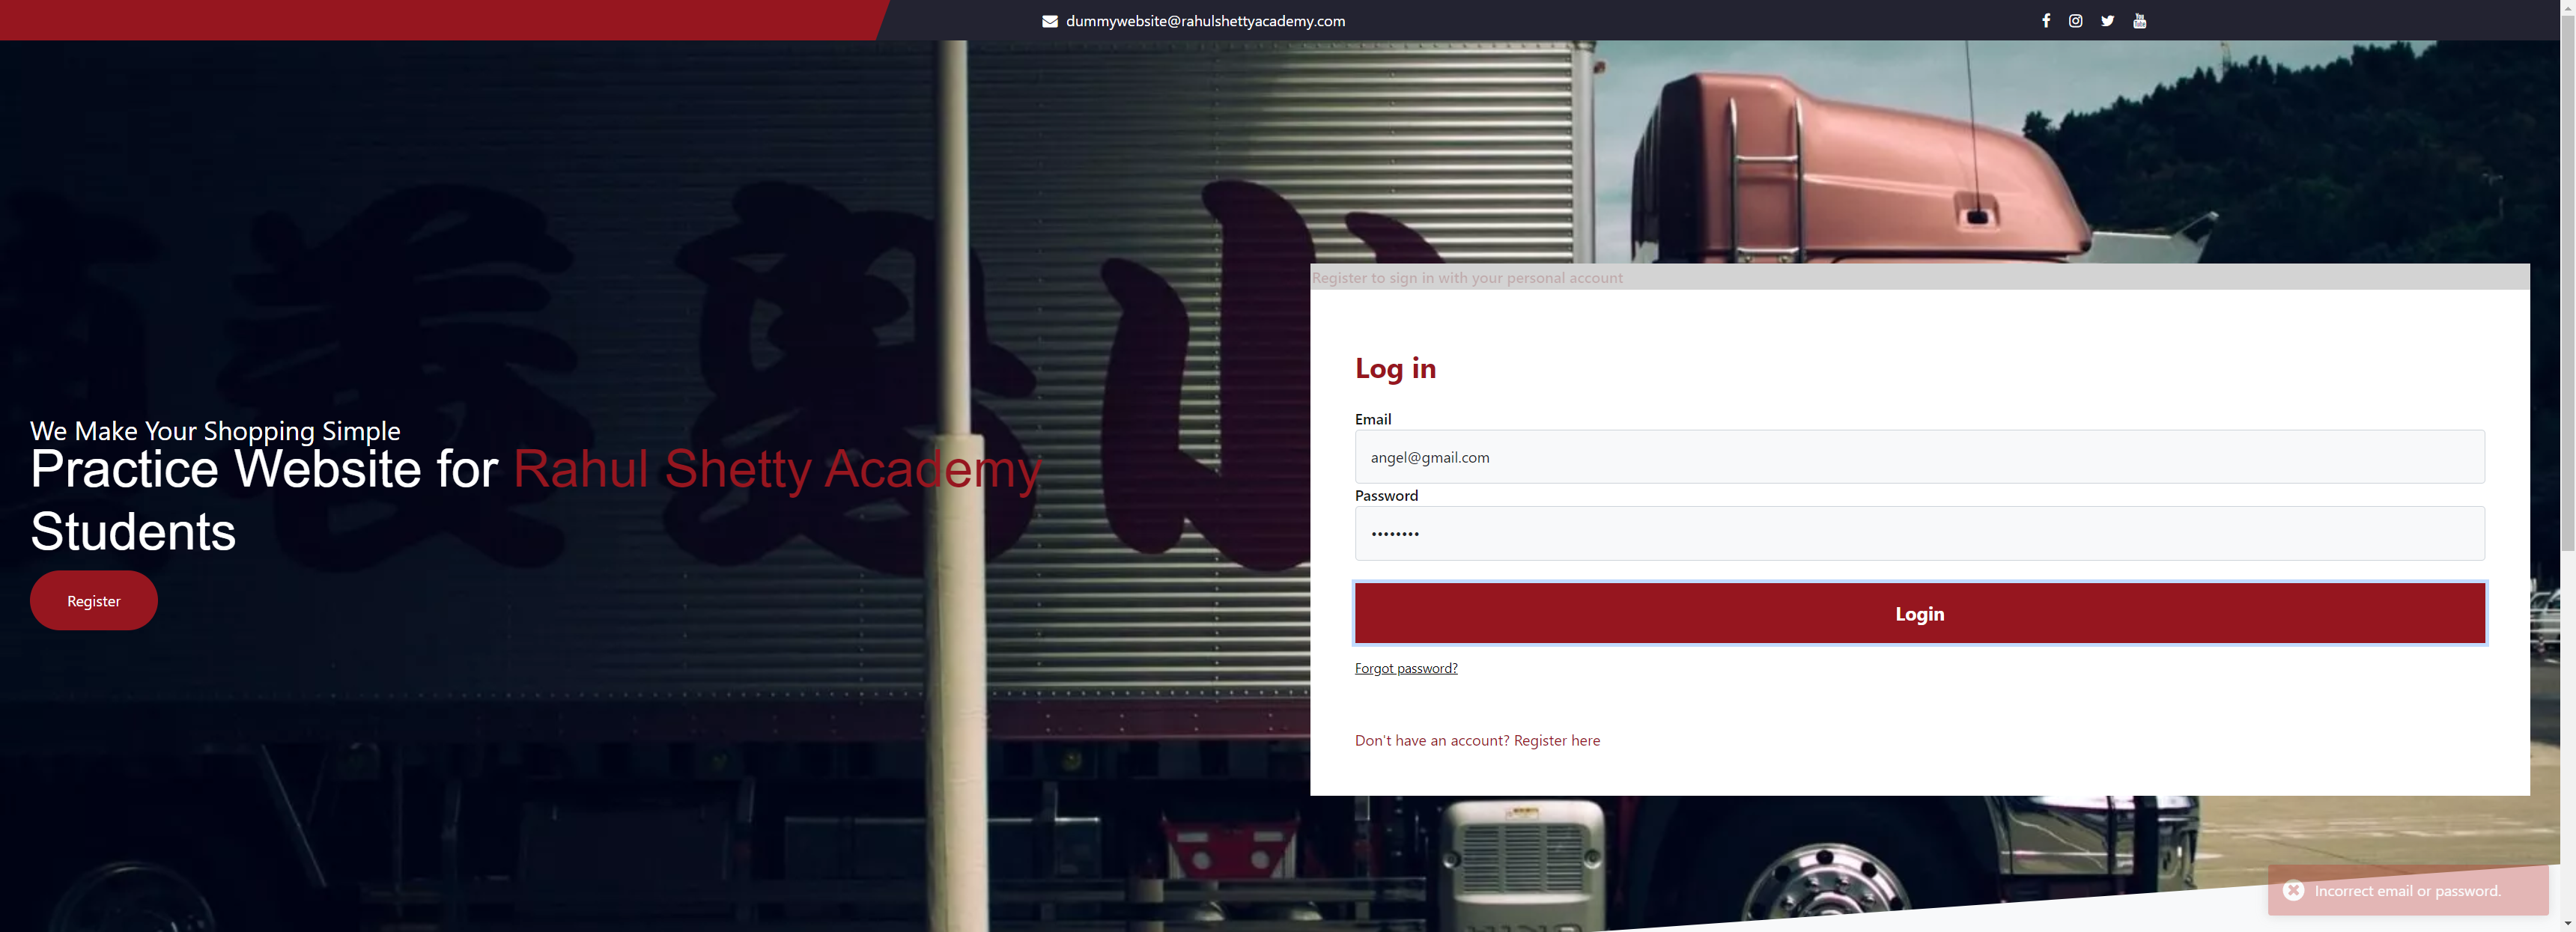 dummywebsite@rahulshettyacademy.com
Register to sign in with your personal account
We Make Your Shopping Simple
Practice Website for Rahul Shetty Academy
Students
Register
Log in
Email
angel@gmail.com
Password
••••••••
Login
Forgot password?
Don't have an account? Register here
Incorrect email or password.